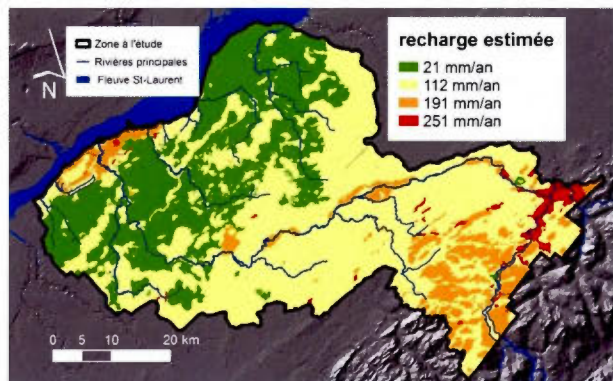 Zone à l'étude
Rivières principales
Fleuve St-Laurent
N
recharge estimée
21 mm/an
112 mm/an
191 mm/an
251 mm/an
0 5 10 20 km